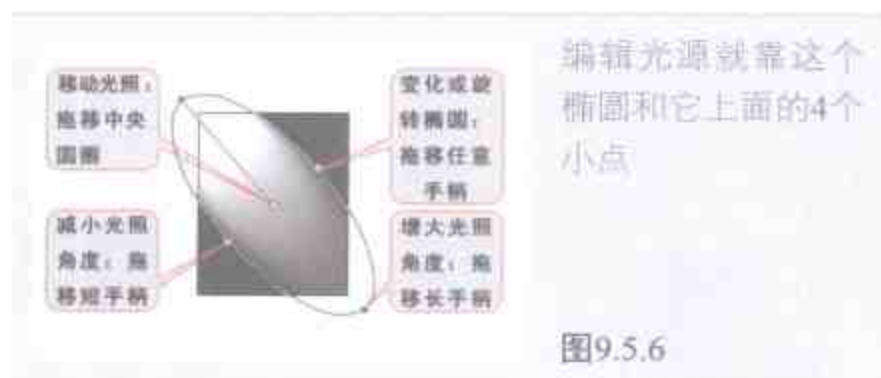 移动光照：
拖移中央
圆圈
变化或旋
转椭圆：
拖移任意
手柄
减小光照
角度：拖
移短手柄
增大光照
角度：拖
移长手柄
编辑光源就靠这个
椭圆和它上面的4个
小点
图9.5.6